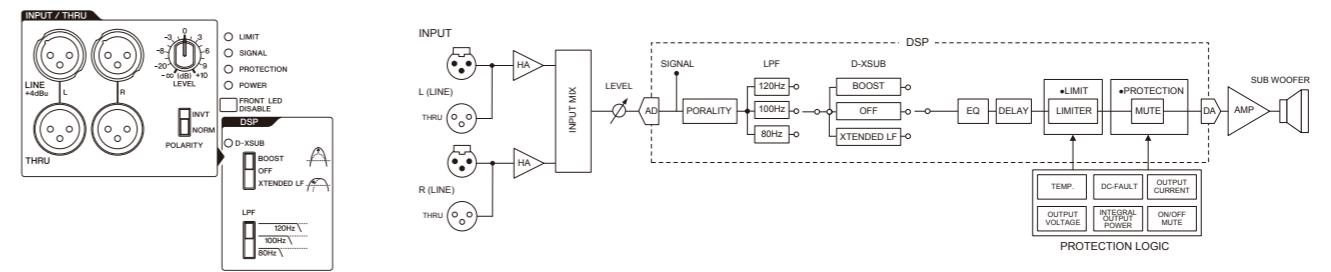 INPUT / THRU
LINE
+4dBu
L
R
THRU
-3
0
3
-8
6
-20
9
-∞
(dB)
+10
LEVEL
LIMIT
SIGNAL
PROTECTION
POWER
FRONT LED
DISABLE
INVT
NORM
POLARITY
DSP
D-XSUB
BOOST
OFF
XTENDED LF
LPF
120Hz
100Hz
80Hz
INPUT
L (LINE)
THRU
R (LINE)
THRU
HA
HA
INPUT MIX
LEVEL
AD
DSP
SIGNAL
PORALITY
LPF
120Hz
100Hz
80Hz
D-XSUB
BOOST
OFF
XTENDED LF
EQ
DELAY
●LIMIT
LIMITER
●PROTECTION
MUTE
DA
AMP
SUB WOOFER
TEMP.
DC-FAULT
OUTPUT
CURRENT
OUTPUT
VOLTAGE
INTEGRAL
OUTPUT
POWER
ON/OFF
MUTE
PROTECTION LOGIC